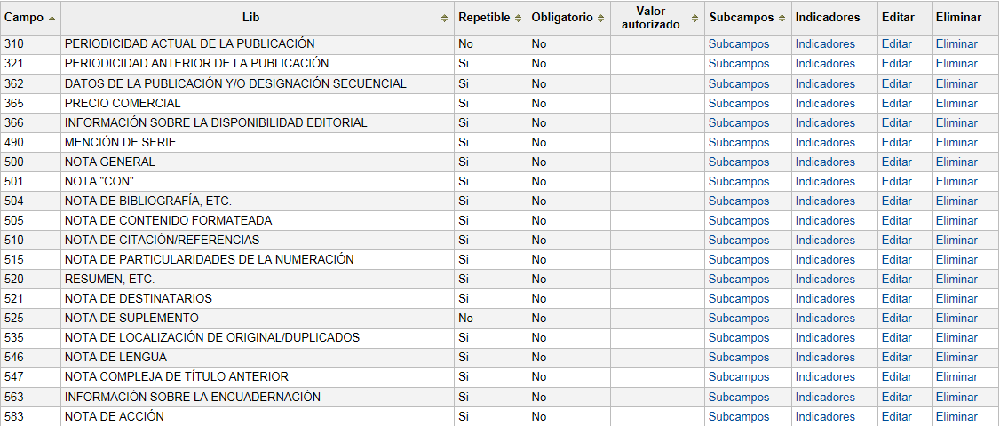 Campo Lib Repetible Obligatorio Valor autorizado Subcampos Indicadores Editar Eliminar
310 PERIODICIDAD ACTUAL DE LA PUBLICACIÓN No No Subcampos Indicadores Editar Eliminar
321 PERIODICIDAD ANTERIOR DE LA PUBLICACIÓN Si No Subcampos Indicadores Editar Eliminar
362 DATOS DE LA PUBLICACIÓN Y/O DESIGNACIÓN SECUENCIAL Si No Subcampos Indicadores Editar Eliminar
365 PRECIO COMERCIAL Si No Subcampos Indicadores Editar Eliminar
366 INFORMACIÓN SOBRE LA DISPONIBILIDAD EDITORIAL Si No Subcampos Indicadores Editar Eliminar
490 MENCIÓN DE SERIE Si No Subcampos Indicadores Editar Eliminar
500 NOTA GENERAL Si No Subcampos Indicadores Editar Eliminar
501 NOTA "CON" Si No Subcampos Indicadores Editar Eliminar
504 NOTA DE BIBLIOGRAFÍA, ETC. Si No Subcampos Indicadores Editar Eliminar
505 NOTA DE CONTENIDO FORMATEADA Si No Subcampos Indicadores Editar Eliminar
510 NOTA DE CITACIÓN/REFERENCIAS Si No Subcampos Indicadores Editar Eliminar
515 NOTA DE PARTICULARIDADES DE LA NUMERACIÓN Si No Subcampos Indicadores Editar Eliminar
520 RESUMEN, ETC. Si No Subcampos Indicadores Editar Eliminar
521 NOTA DE DESTINATARIOS Si No Subcampos Indicadores Editar Eliminar
525 NOTA DE SUPLEMENTO No No Subcampos Indicadores Editar Eliminar
535 NOTA DE LOCALIZACIÓN DE ORIGINAL/DUPLICADOS Si No Subcampos Indicadores Editar Eliminar
546 NOTA DE LENGUA Si No Subcampos Indicadores Editar Eliminar
547 NOTA COMPLEJA DE TÍTULO ANTERIOR Si No Subcampos Indicadores Editar Eliminar
563 INFORMACIÓN SOBRE LA ENCUADERNACIÓN Si No Subcampos Indicadores Editar Eliminar
583 NOTA DE ACCIÓN Si No Subcampos Indicadores Editar Eliminar